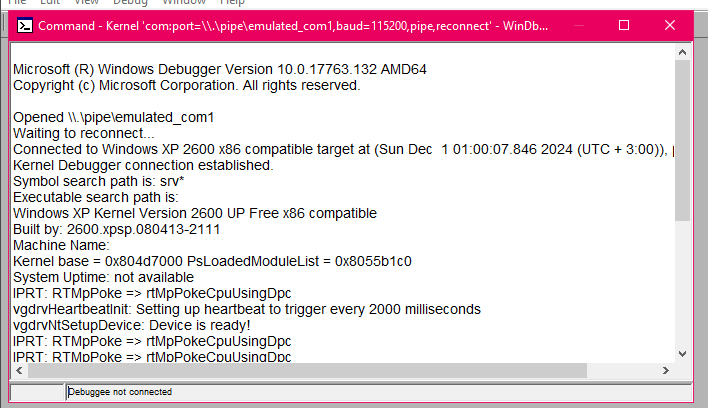 File Edit View Debug Window Help
Command - Kernel 'com:port=\\.\pipe\emulated_com1,baud=115200,pipe,reconnect' - WinDb...
Microsoft (R) Windows Debugger Version 10.0.17763.132 AMD64
Copyright (c) Microsoft Corporation. All rights reserved.
Opened \\.\pipe\emulated_com1
Waiting to reconnect...
Connected to Windows XP 2600 x86 compatible target at (Sun Dec  1 01:00:07.846 2024 (UTC + 3:00)), p
Kernel Debugger connection established.
Symbol search path is: srv*
Executable search path is:
Windows XP Kernel Version 2600 UP Free x86 compatible
Built by: 2600.xpsp.080413-2111
Machine Name:
Kernel base = 0x804d7000 PsLoadedModuleList = 0x8055b1c0
System Uptime: not available
IPRT: RTMpPoke => rtMpPokeCpuUsingDpc
vgdrvHeartbeatInit: Setting up heartbeat to trigger every 2000 milliseconds
vgdrvNtSetupDevice: Device is ready!
IPRT: RTMpPoke => rtMpPokeCpuUsingDpc
IPRT: RTMpPoke => rtMpPokeCpuUsingDpc
Debuggee not connected